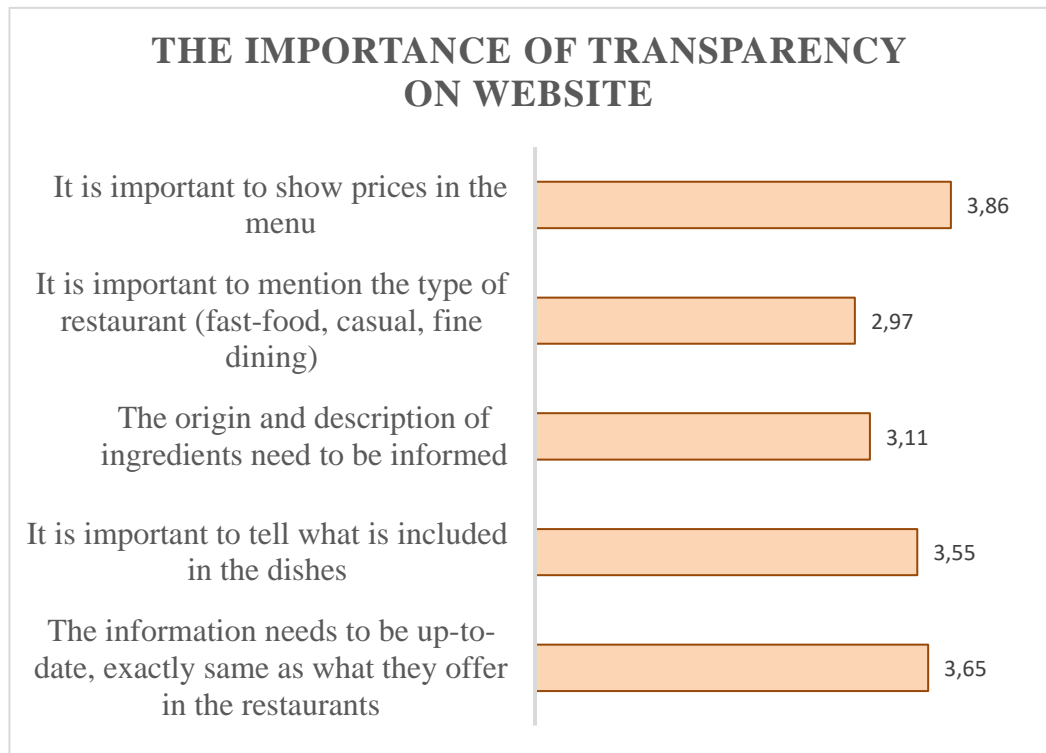 THE IMPORTANCE OF TRANSPARENCY
ON WEBSITE
It is important to show prices in the
menu
3,86
It is important to mention the type of
restaurant (fast-food, casual, fine
dining)
2,97
The origin and description of
ingredients need to be informed
3,11
It is important to tell what is included
in the dishes
3,55
The information needs to be up-to-
date, exactly same as what they offer
in the restaurants
3,65